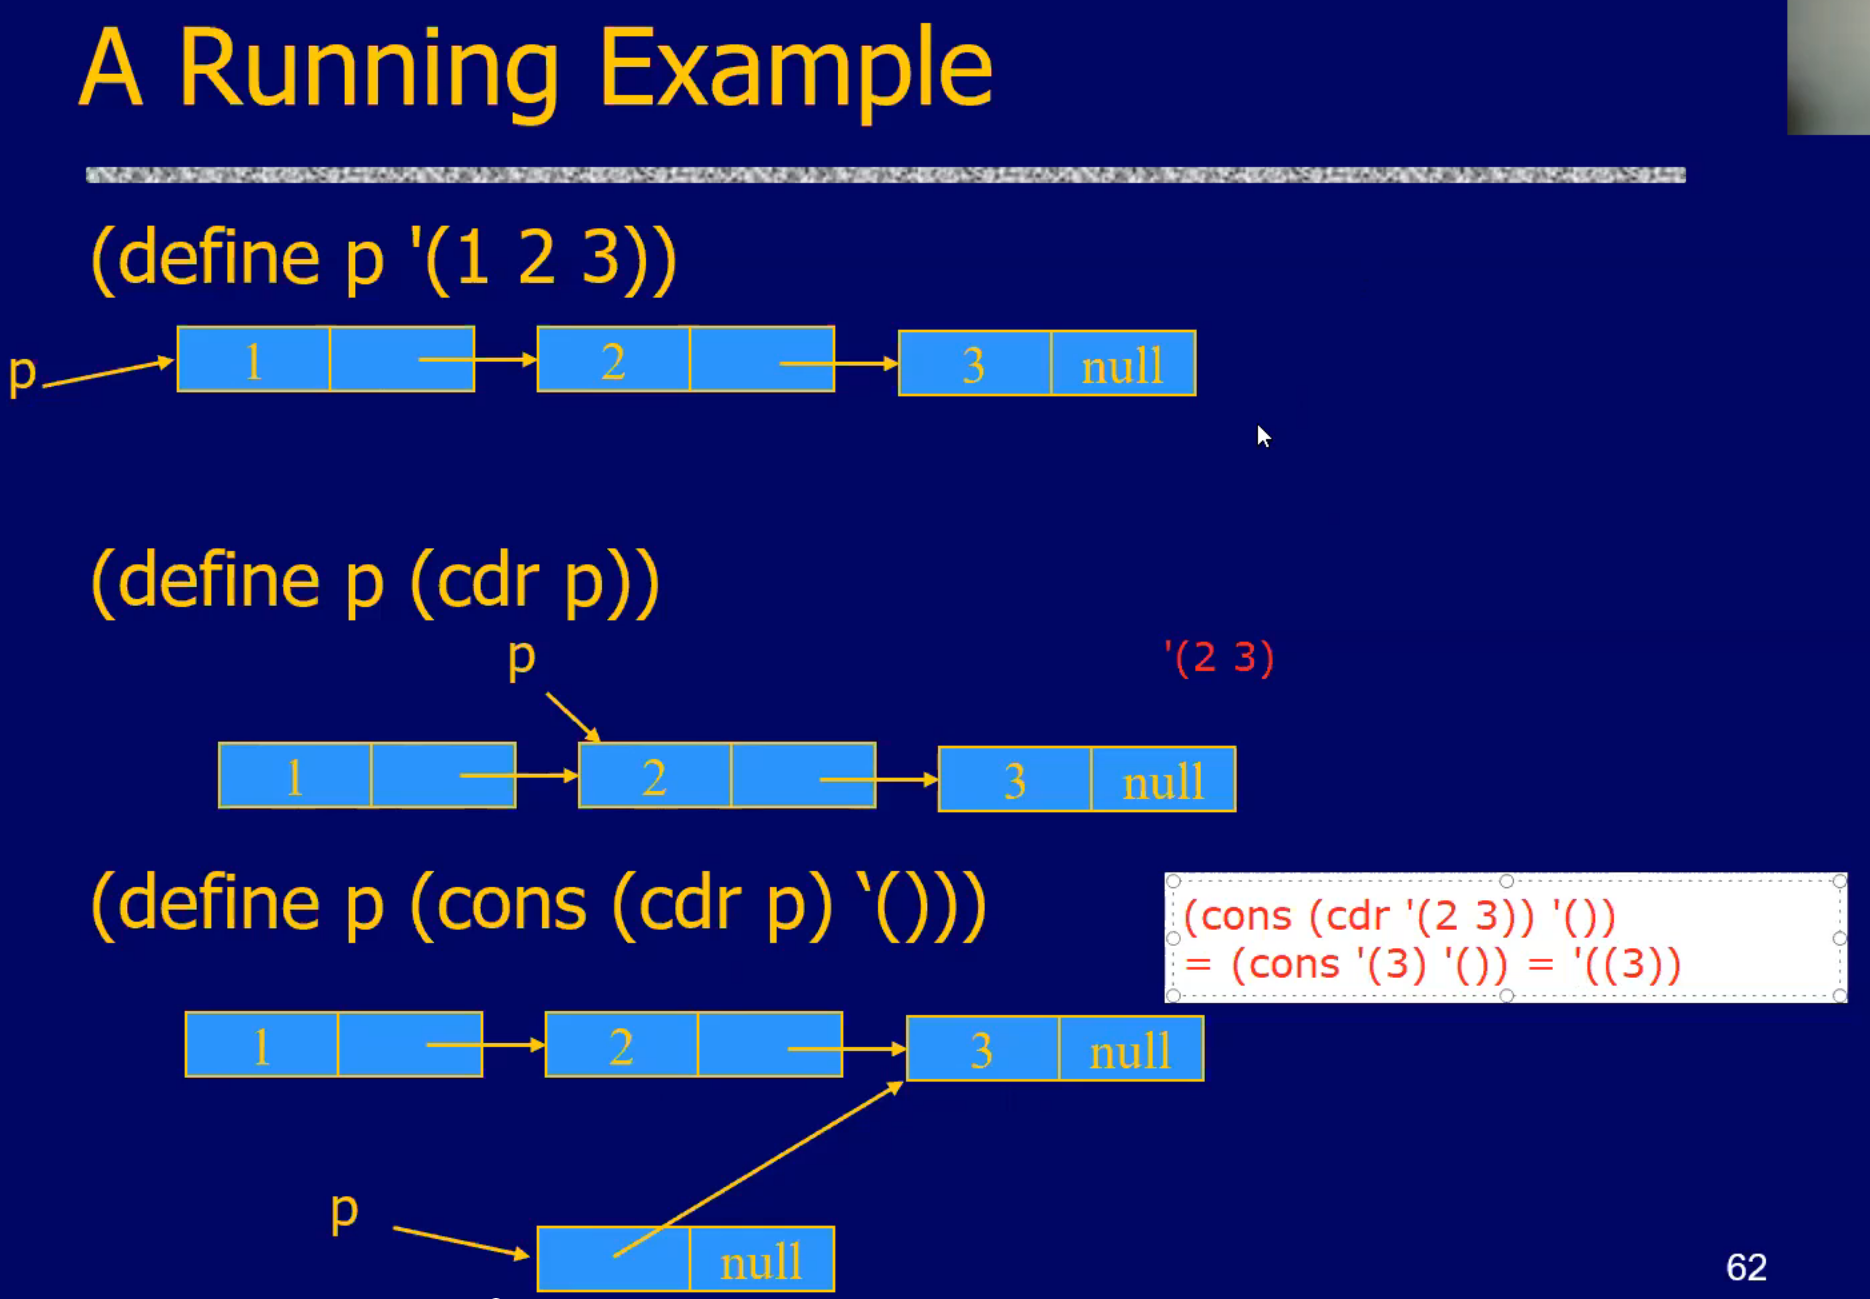 A Running Example
(define p '(1 2 3))
p
1 2 3 null
(define p (cdr p))
p
'(2 3)
1 2 3 null
(define p (cons (cdr p) ‘()))
(cons (cdr '(2 3)) '())
= (cons '(3) '()) = '((3))
1 2 3 null
p
null
62